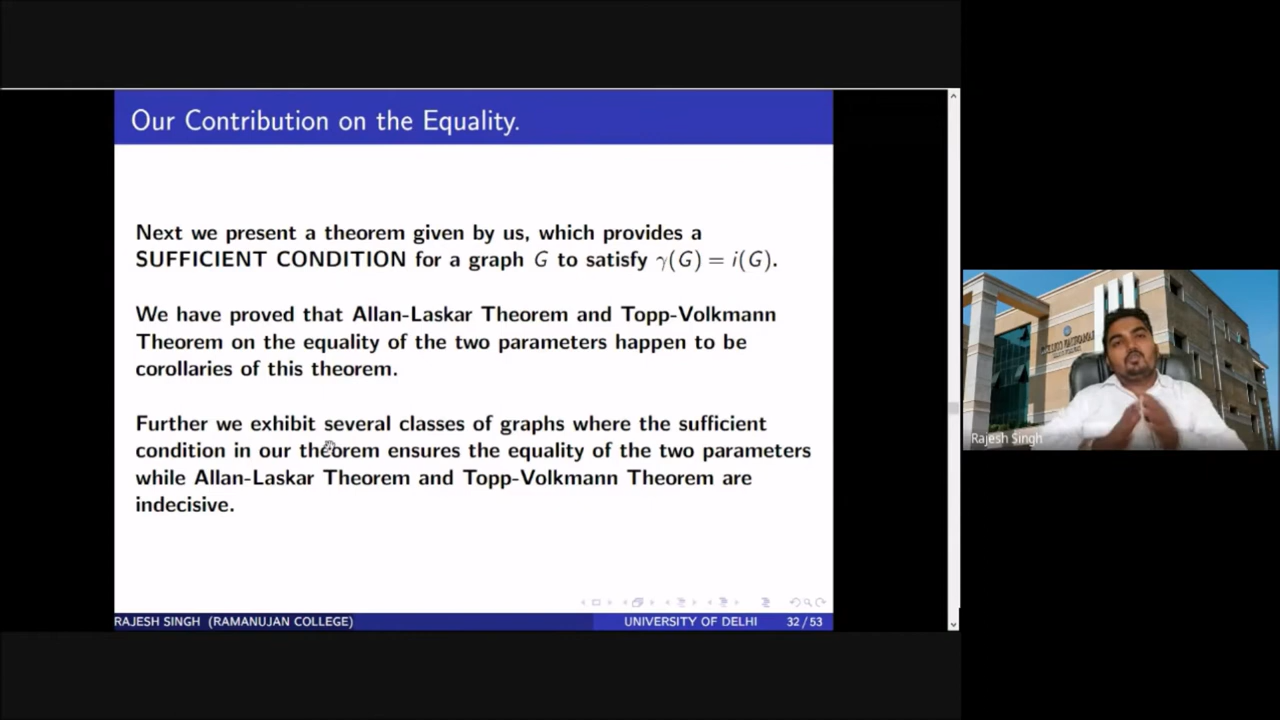 Our Contribution on the Equality.
Next we present a theorem given by us, which provides a
SUFFICIENT CONDITION for a graph G to satisfy γ(G) = i(G).
We have proved that Allan-Laskar Theorem and Topp-Volkmann
Theorem on the equality of the two parameters happen to be
corollaries of this theorem.
Further we exhibit several classes of graphs where the sufficient
condition in our theorem ensures the equality of the two parameters
while Allan-Laskar Theorem and Topp-Volkmann Theorem are
indecisive.
RAJESH SINGH (RAMANUJAN COLLEGE) UNIVERSITY OF DELHI 32/53
Rajesh Singh